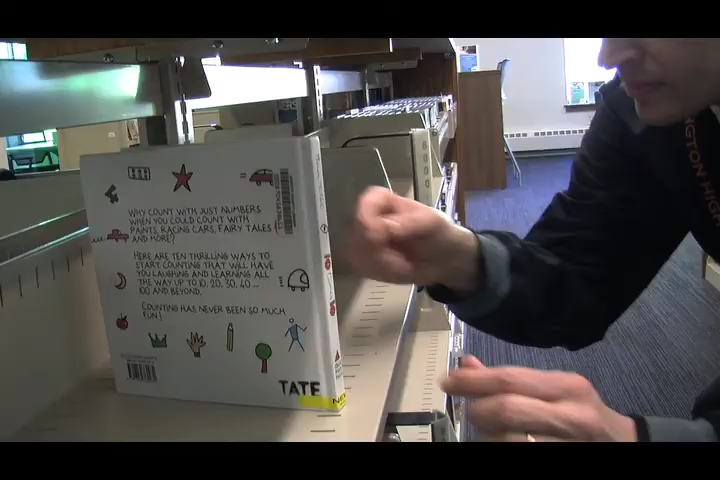 WHY COUNT WITH JUST NUMBERS
WHEN YOU COULD COUNT WITH
PANTS, RACING CARS, FAIRY TALES
AND MORE?
HERE ARE TEN THRILLING WAYS TO
START COUNTING THAT WILL HAVE
YOU LAUGHING AND LEARNING ALL
THE WAY UP TO 10, 20, 30, 40 ...
100 AND BEYOND.
COUNTING HAS NEVER BEEN SO MUCH
FUN!
TATE
NEW